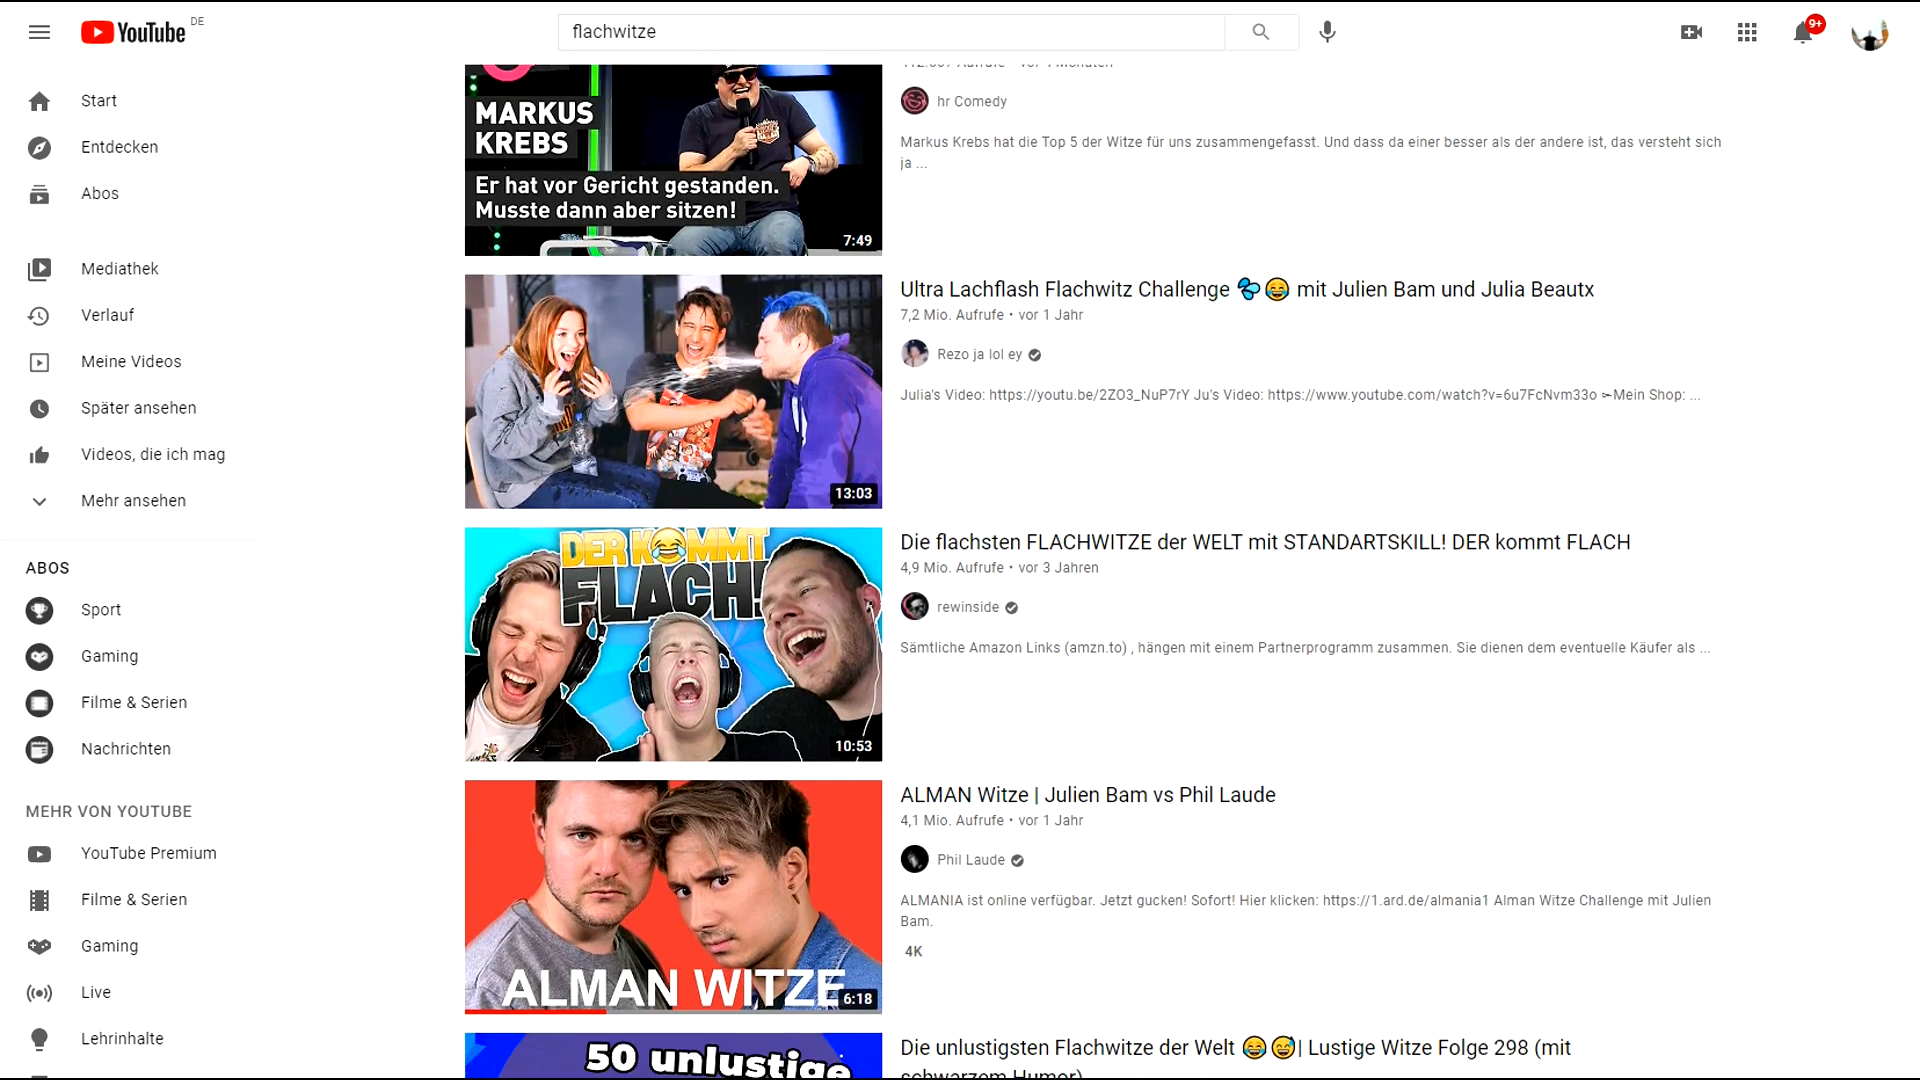 YouTube DE
flachwitze
9+
Start
Entdecken
Abos
Mediathek
Verlauf
Meine Videos
Später ansehen
Videos, die ich mag
Mehr ansehen
ABOS
Sport
Gaming
Filme & Serien
Nachrichten
MEHR VON YOUTUBE
YouTube Premium
Filme & Serien
Gaming
Live
Lehrinhalte
MARKUS
KREBS
Er hat vor Gericht gestanden.
Musste dann aber sitzen!
7:49
hr Comedy
Markus Krebs hat die Top 5 der Witze für uns zusammengefasst. Und dass da einer besser als der andere ist, das versteht sich
ja ...
13:03
Ultra Lachflash Flachwitz Challenge 💦😂 mit Julien Bam und Julia Beautx
7,2 Mio. Aufrufe • vor 1 Jahr
Rezo ja lol ey
Julia's Video: https://youtu.be/2ZO3_NuP7rY Ju's Video: https://www.youtube.com/watch?v=6u7FcNvm33o ➳Mein Shop: ...
DER KOMMT
FLACH!
10:53
Die flachsten FLACHWITZE der WELT mit STANDARTSKILL! DER kommt FLACH
4,9 Mio. Aufrufe • vor 3 Jahren
rewinside
Sämtliche Amazon Links (amzn.to) , hängen mit einem Partnerprogramm zusammen. Sie dienen dem eventuelle Käufer als ...
ALMAN WITZE
6:18
ALMAN Witze | Julien Bam vs Phil Laude
4,1 Mio. Aufrufe • vor 1 Jahr
Phil Laude
ALMANIA ist online verfügbar. Jetzt gucken! Sofort! Hier klicken: https://1.ard.de/almania1 Alman Witze Challenge mit Julien
Bam.
4K
50 unlustige
Die unlustigsten Flachwitze der Welt 😂😅| Lustige Witze Folge 298 (mit
schwarzem Humor)